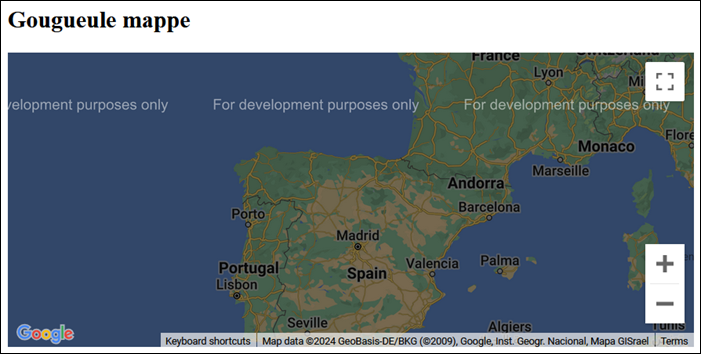 Gougueule mappe
France
Switzerland
Lyon
velopment purposes only
For development purposes only
For development purposes only
Monaco
Marseille
Andorra
Barcelona
Porto
Madrid
Palma
Portugal
Valencia
Spain
Lisbon
Seville
Algiers
Tunis
Google
Keyboard shortcuts
Map data ©2024 GeoBasis-DE/BKG (©2009), Google, Inst. Geogr. Nacional, Mapa GISrael
Terms